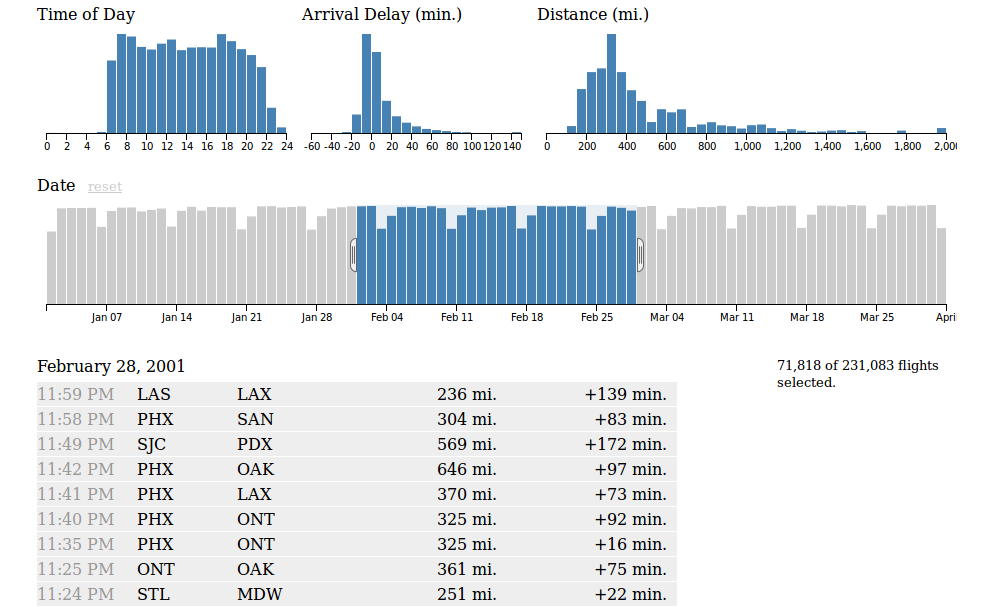 Time of Day Arrival Delay (min.) Distance (mi.)
0 2 4 6 8 10 12 14 16 18 20 22 24 -60 -40 -20 0 20 40 60 80 100 120 140 0 200 400 600 800 1,000 1,200 1,400 1,600 1,800 2,00
Date reset
Jan 07 Jan 14 Jan 21 Jan 28 Feb 04 Feb 11 Feb 18 Feb 25 Mar 04 Mar 11 Mar 18 Mar 25 April
February 28, 2001 71,818 of 231,083 flights
selected.
11:59 PM LAS LAX 236 mi. +139 min.
11:58 PM PHX SAN 304 mi. +83 min.
11:49 PM SJC PDX 569 mi. +172 min.
11:42 PM PHX OAK 646 mi. +97 min.
11:41 PM PHX LAX 370 mi. +73 min.
11:40 PM PHX ONT 325 mi. +92 min.
11:35 PM PHX ONT 325 mi. +16 min.
11:25 PM ONT OAK 361 mi. +75 min.
11:24 PM STL MDW 251 mi. +22 min.